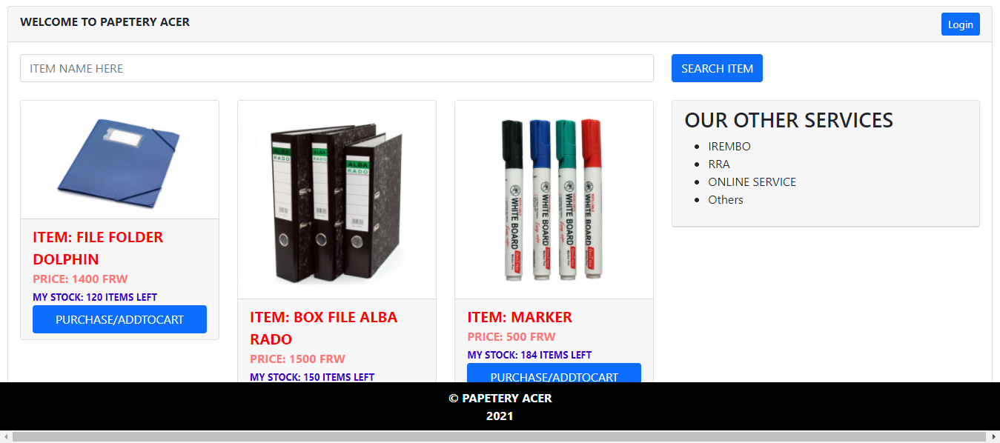 WELCOME TO PAPETERY ACER
Login
ITEM NAME HERE
SEARCH ITEM
ITEM: FILE FOLDER
DOLPHIN
PRICE: 1400 FRW
MY STOCK: 120 ITEMS LEFT
PURCHASE/ADDTOCART
ALBA
RADO
ALBA
RADO
ALBA
RADO
ITEM: BOX FILE ALBA
RADO
PRICE: 1500 FRW
MY STOCK: 150 ITEMS LEFT
WHITE BOARD
WHITE BOARD
WHITE BOARD
WHITE BOARD
ITEM: MARKER
PRICE: 500 FRW
MY STOCK: 184 ITEMS LEFT
PURCHASE/ADDTOCART
OUR OTHER SERVICES
IREMBO
RRA
ONLINE SERVICE
Others
© PAPETERY ACER
2021